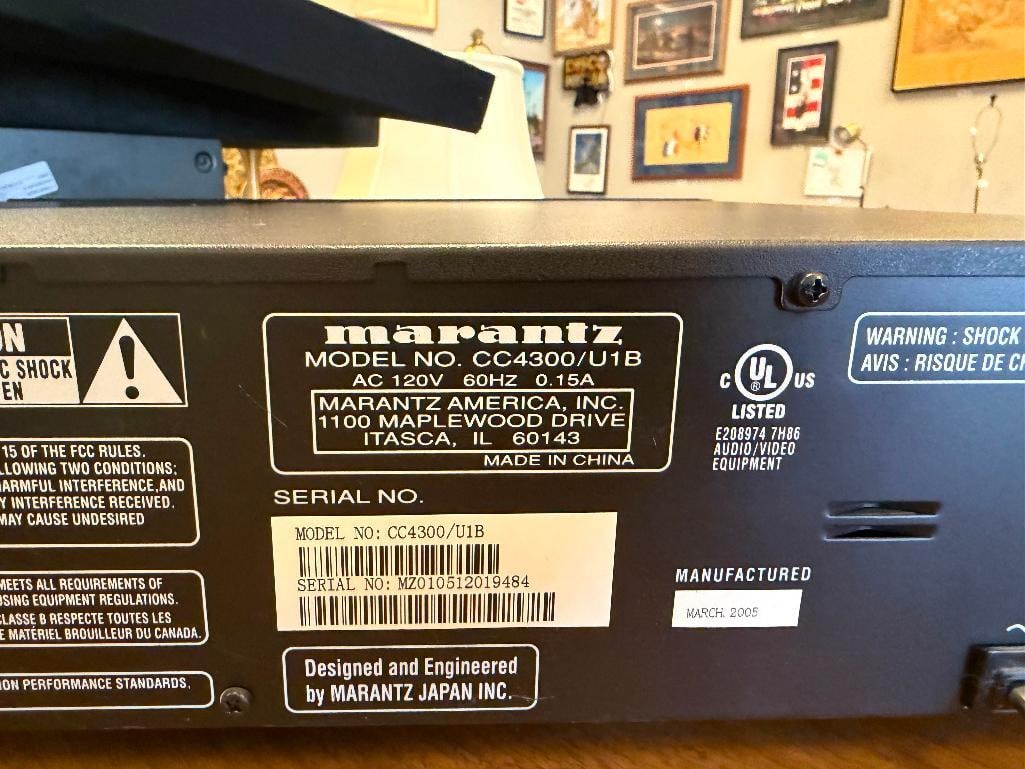 ON
C SHOCK
EN
15 OF THE FCC RULES.
LLOWING TWO CONDITIONS:
ARMFUL INTERFERENCE,AND
Y INTERFERENCE RECEIVED.
MAY CAUSE UNDESIRED
MEETS ALL REQUIREMENTS OF
SING EQUIPMENT REGULATIONS.
CLASSE B RESPECTE TOUTES LES
E MATÉRIEL BROUILLEUR DU CANADA.
ON PERFORMANCE STANDARDS.
marantz
MODEL NO. CC4300/U1B
AC 120V 60HZ 0.15A
MARANTZ AMERICA, INC.
1100 MAPLEWOOD DRIVE
ITASCA, IL 60143
MADE IN CHINA
SERIAL NO.
MODEL NO: CC4300/U1B
SERIAL NO: MZ010512019484
Designed and Engineered
by MARANTZ JAPAN INC.
C UL ® US
LISTED
E208974 7H86
AUDIO/VIDEO
EQUIPMENT
MANUFACTURED
MARCH. 2005
WARNING : SHOCK
AVIS : RISQUE DE CH